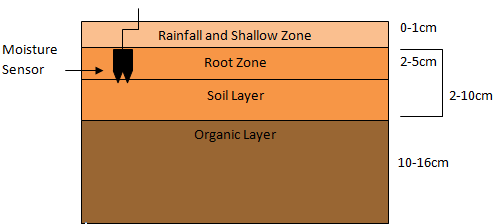 Rainfall and Shallow Zone
0-1cm
Moisture
Sensor
Root Zone
2-5cm
Soil Layer
2-10cm
Organic Layer
10-16cm